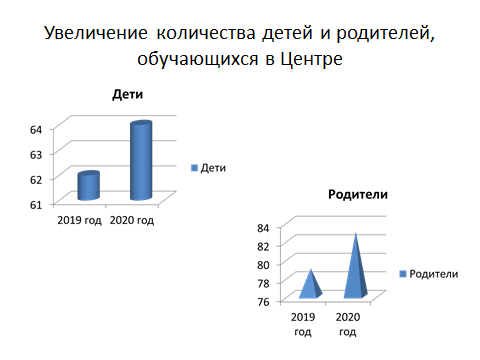 Увеличение количества детей и родителей,
обучающихся в Центре
Дети
64
63
62
61
2019 год 2020 год
Дети
Родители
84
82
80
78
76
2019
год
2020
год
Родители